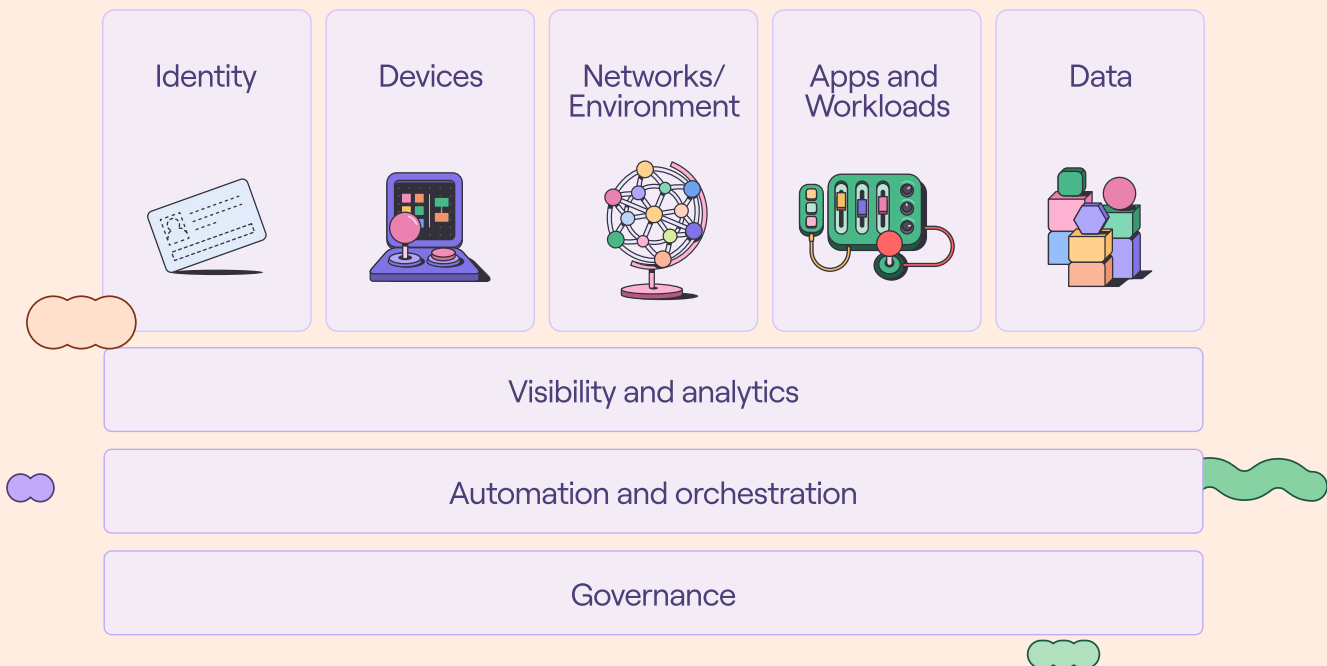 Identity
Devices
Networks/
Environment
Apps and
Workloads
Data
Visibility and analytics
Automation and orchestration
Governance